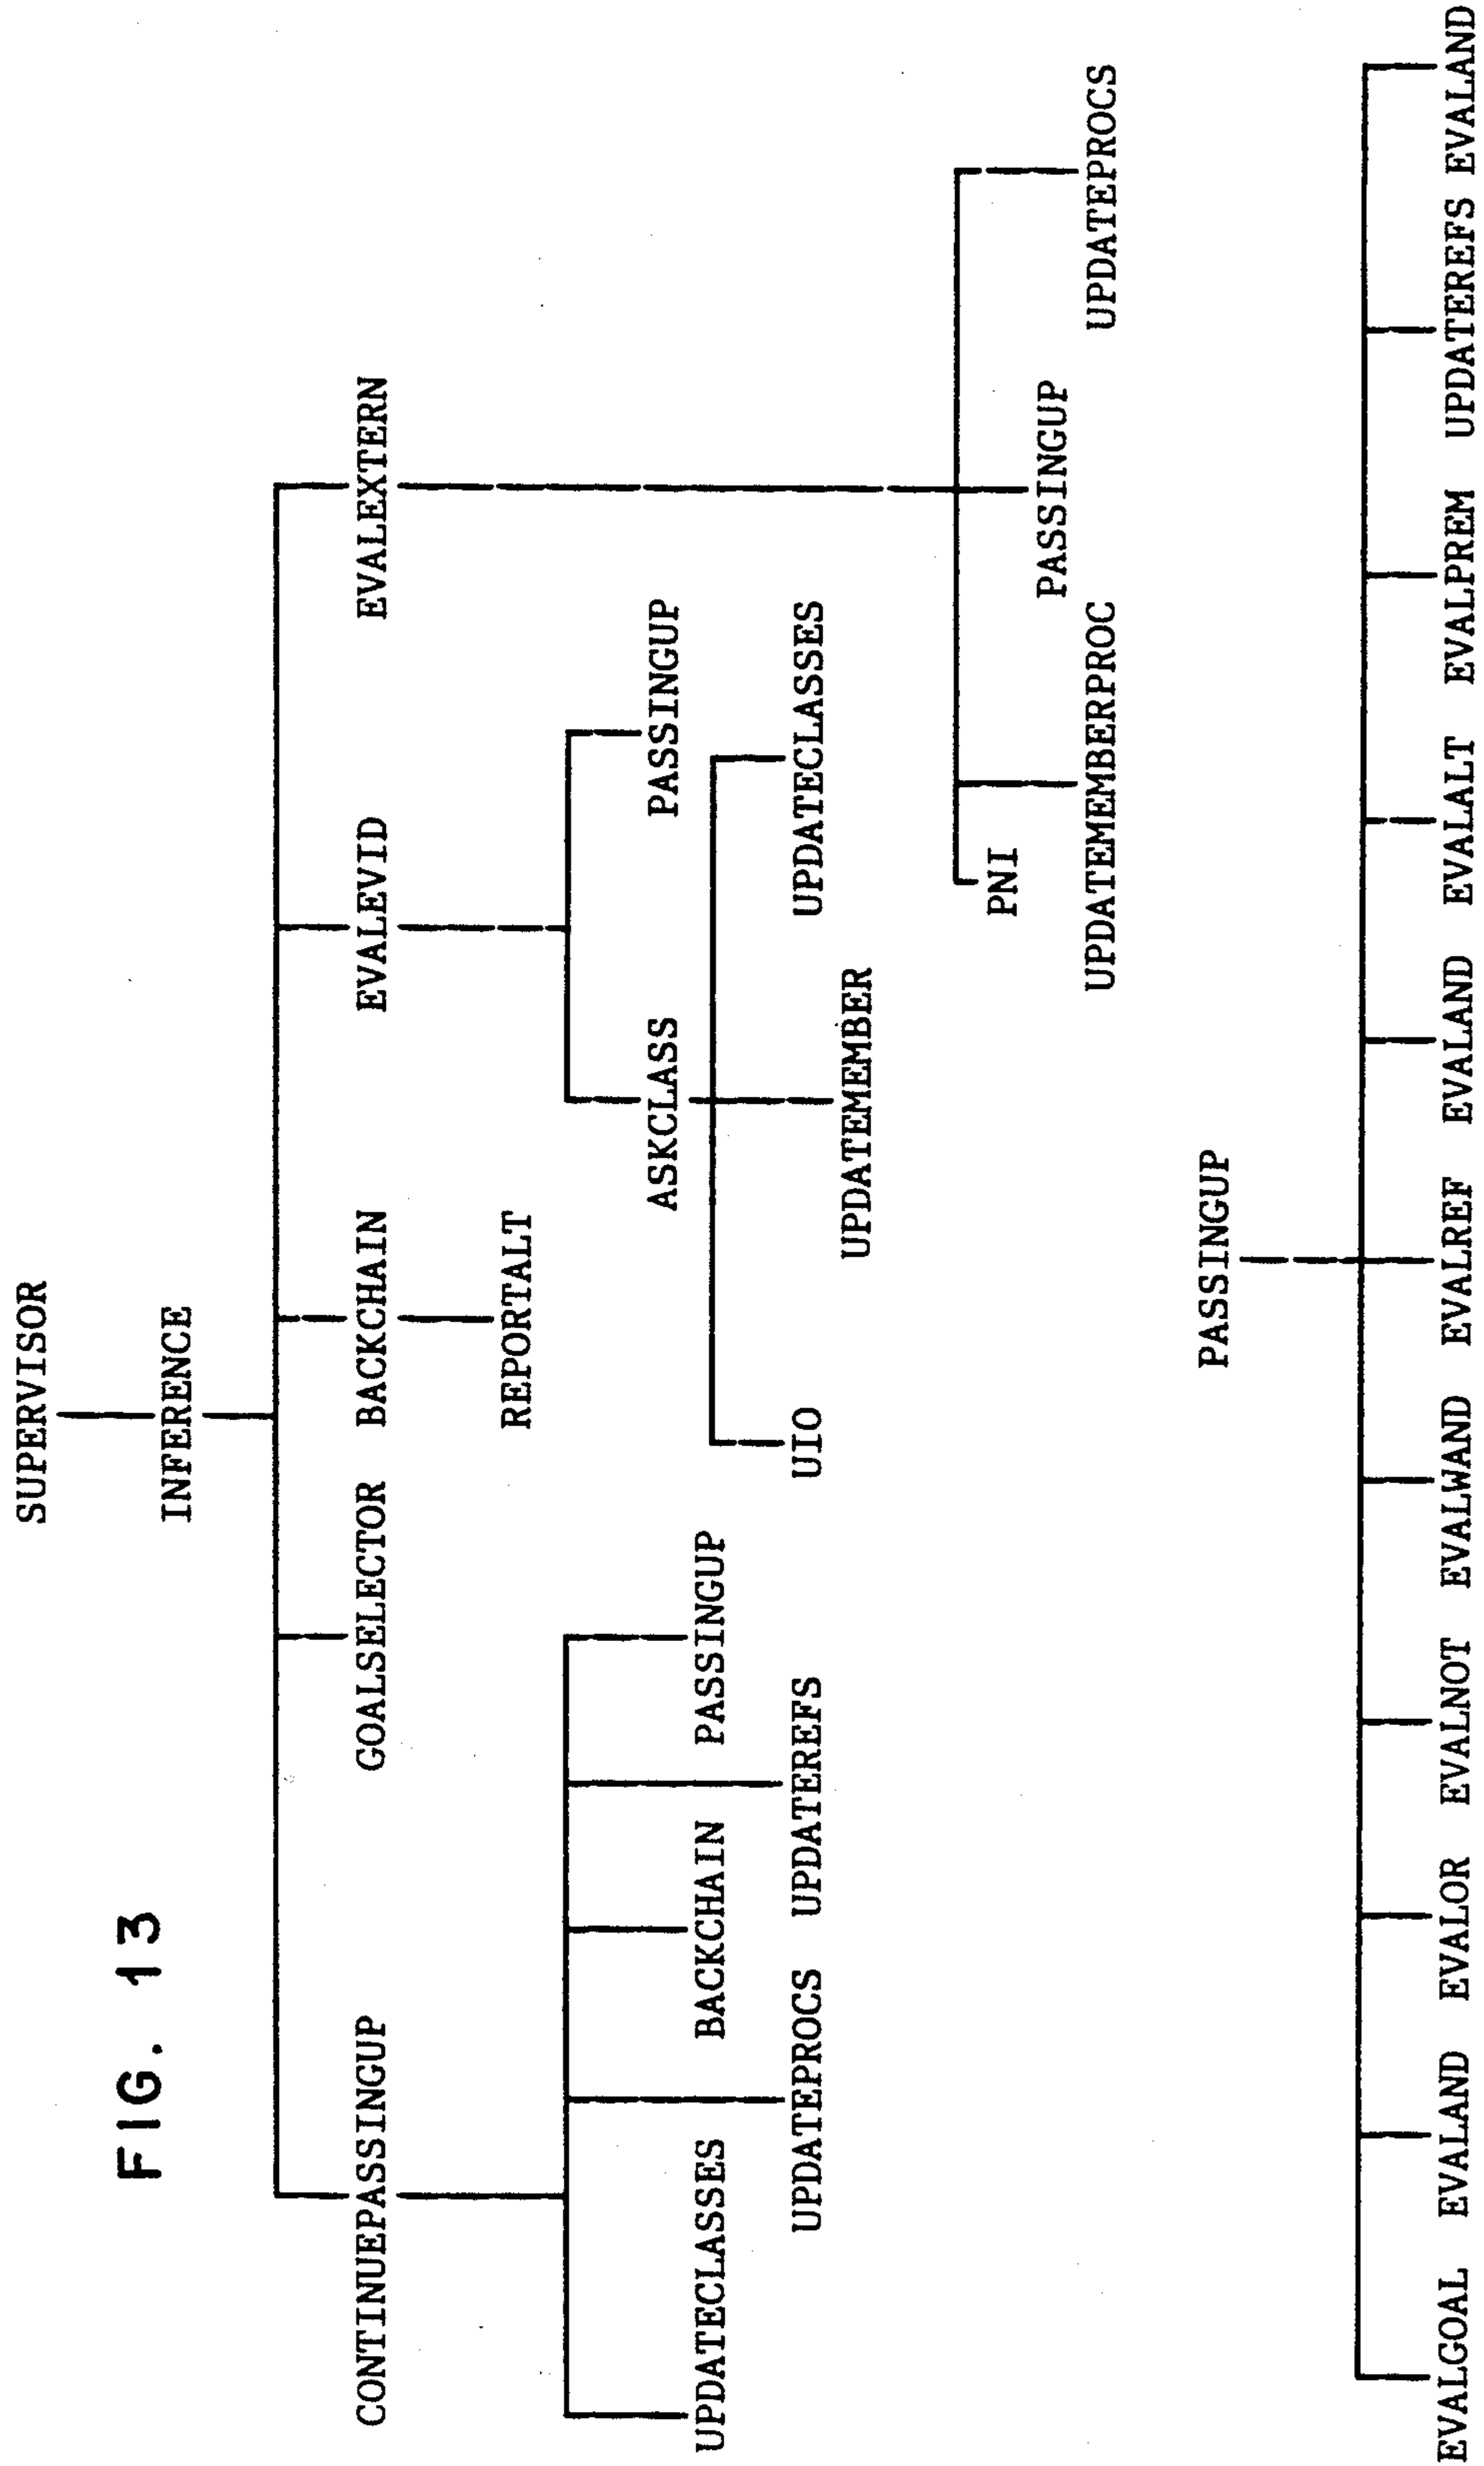 FIG. 13
SUPERVISOR
INFERENCE
CONTINUEPASSINGUP GOALSELECTOR BACKCHAIN EVALEVID EVALEXTERN
REPORTALT
ASKCLASS PASSINGUP
UPDATECLASSES BACKCHAIN PASSINGUP
UPDATEPROCS UPDATEREFS UIO UPDATECLASSES
UPDATEMEMBER
PNI
PASSINGUP
UPDATEMEMBERPROC UPDATEPROCS
PASSINGUP
EVALGOAL EVALAND EVALOR EVALNOT EVALWAND EVALREF EVALAND EVALALT EVALPREM UPDATEREFS EVALAND